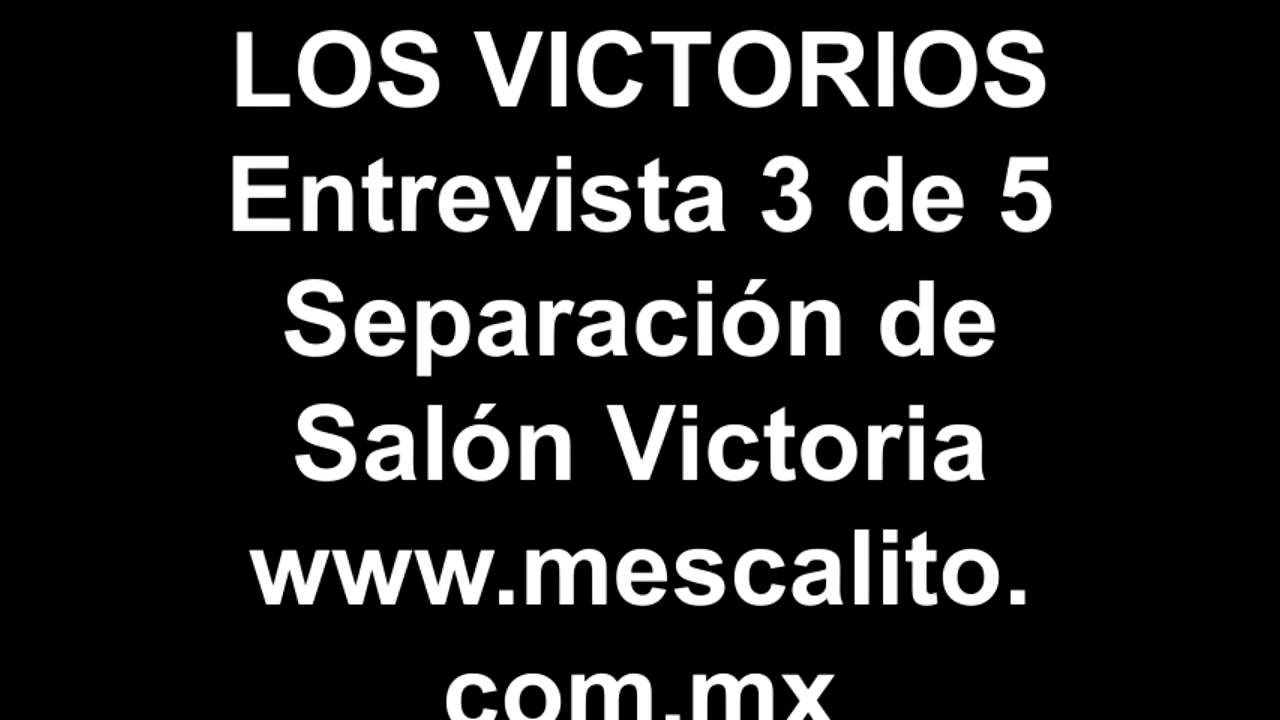 LOS VICTORIOS
Entrevista 3 de 5
Separación de
Salón Victoria
www.mescalito.
com.mx